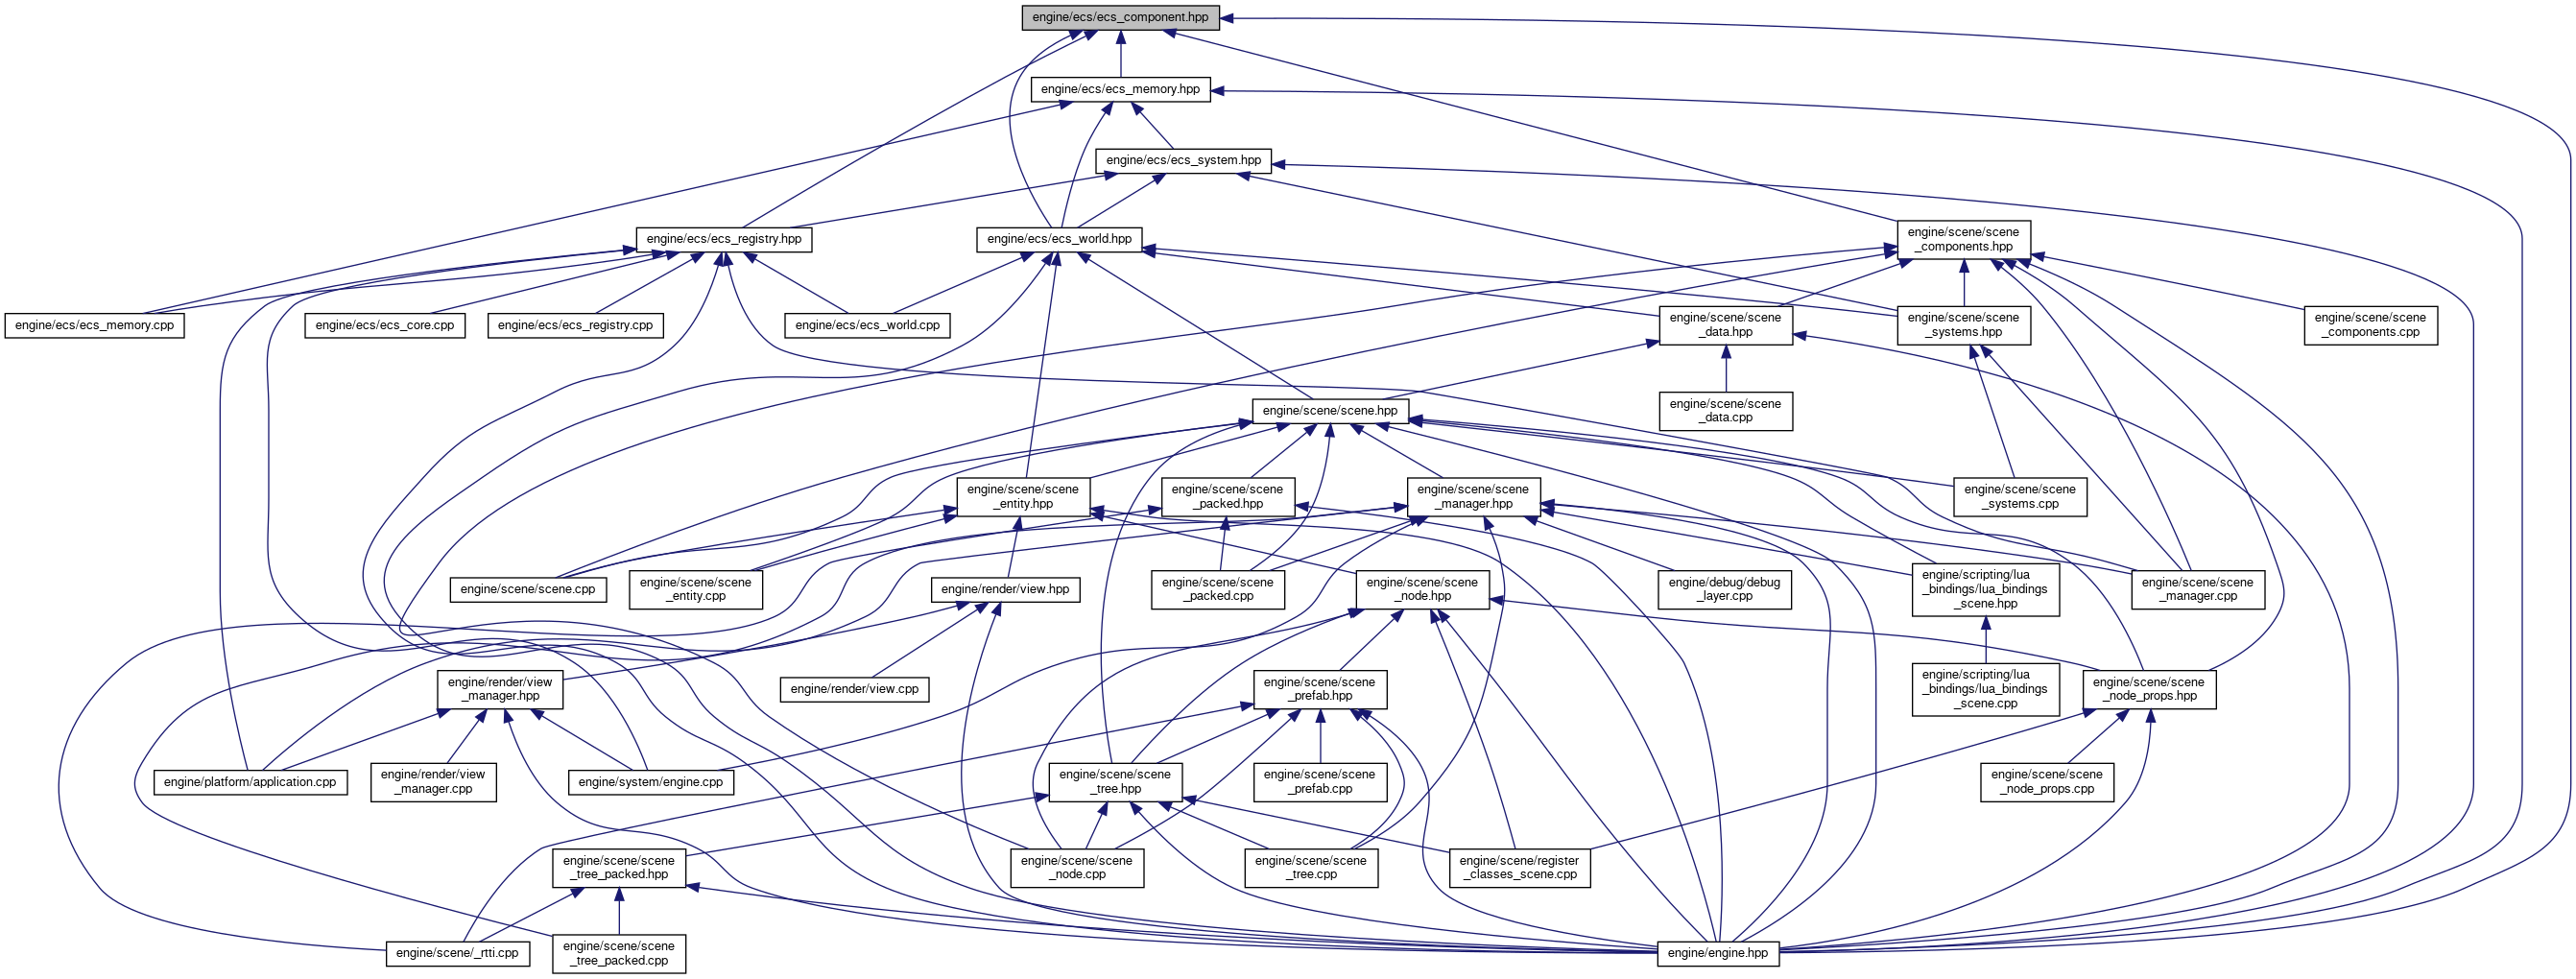 engine/ecs/ecs_component.hpp
engine/ecs/ecs_memory.hpp
engine/ecs/ecs_system.hpp
engine/ecs/ecs_registry.hpp
engine/ecs/ecs_world.hpp
engine/scene/scene
_components.hpp
engine/ecs/ecs_memory.cpp
engine/ecs/ecs_core.cpp
engine/ecs/ecs_registry.cpp
engine/ecs/ecs_world.cpp
engine/scene/scene
_data.hpp
engine/scene/scene
_systems.hpp
engine/scene/scene
_components.cpp
engine/scene/scene.hpp
engine/scene/scene
_data.cpp
engine/scene/scene
_entity.hpp
engine/scene/scene
_packed.hpp
engine/scene/scene
_manager.hpp
engine/scene/scene
_systems.cpp
engine/scene/scene.cpp
engine/scene/scene
_entity.cpp
engine/render/view.hpp
engine/scene/scene
_packed.cpp
engine/scene/scene
_node.hpp
engine/debug/debug
_layer.cpp
engine/scripting/lua
_bindings/lua_bindings
_scene.hpp
engine/scene/scene
_manager.cpp
engine/render/view
_manager.hpp
engine/render/view.cpp
engine/scene/scene
_prefab.hpp
engine/scripting/lua
_bindings/lua_bindings
_scene.cpp
engine/scene/scene
_node_props.hpp
engine/platform/application.cpp
engine/render/view
_manager.cpp
engine/system/engine.cpp
engine/scene/scene
_tree.hpp
engine/scene/scene
_prefab.cpp
engine/scene/scene
_node_props.cpp
engine/scene/scene
_tree_packed.hpp
engine/scene/scene
_node.cpp
engine/scene/scene
_tree.cpp
engine/scene/register
_classes_scene.cpp
engine/scene/_rtti.cpp
engine/scene/scene
_tree_packed.cpp
engine/engine.hpp